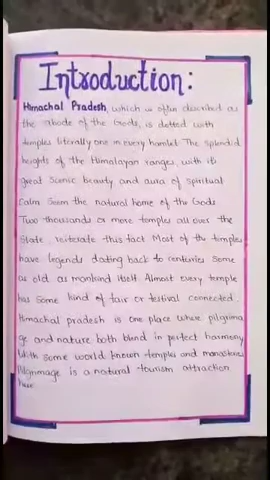 Introduction:
Himachal Pradesh, which is often described as
the abode of the Gods, is dotted with
temples literally one in every hamlet The splendid
heights of the Himalayan ranges, with its
great scenic beauty and aura of spiritual
calm seem the natural home of the Gods
Two thousands or more temples all over the
State, reiterate this fact Most of the temples
have legends dating back to centuries some
as old as mankind itself Almost every temple
has some kind of fair or festival connected.
Himachal pradesh is one place where pilgrima
ge and nature both blend in perfect harmony
With some world known temples and monasteries
pilgrimage is a natural tourism attraction
here